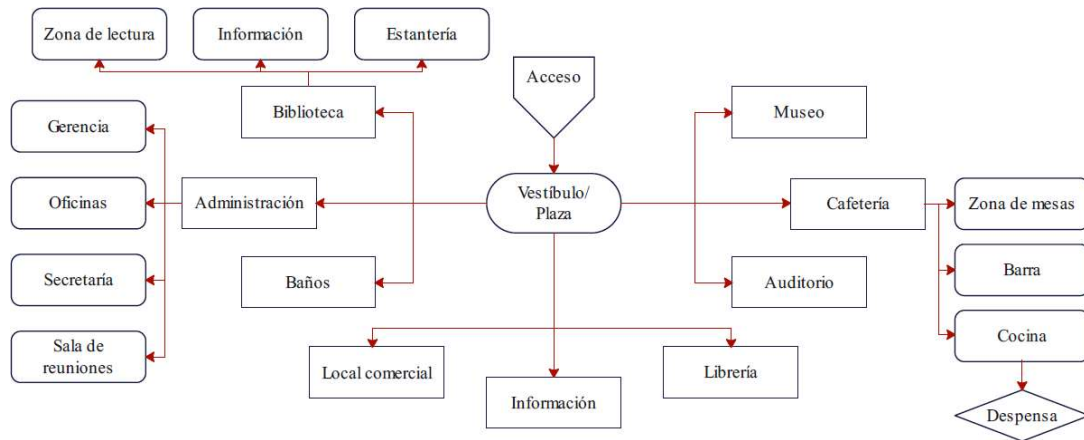 Zona de lectura
Información
Estantería
Acceso
Biblioteca
Museo
Gerencia
Oficinas
Administración
Vestíbulo/
Plaza
Cafetería
Zona de mesas
Secretaría
Baños
Auditorio
Barra
Sala de
reuniones
Local comercial
Información
Librería
Cocina
Despensa